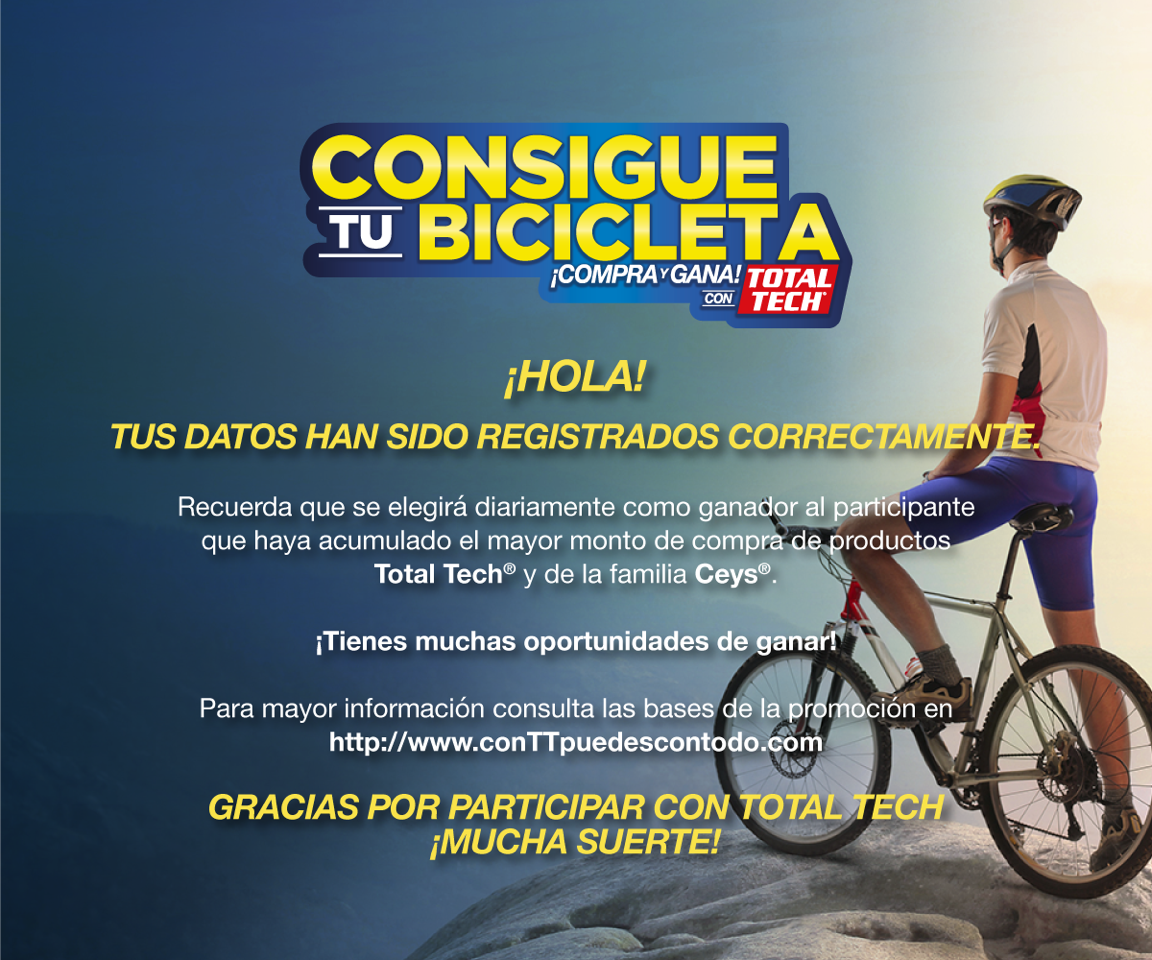 CONSIGUE
TU BICICLETA
¡COMPRA Y GANA!
CON TOTAL TECH®
¡HOLA!
TUS DATOS HAN SIDO REGISTRADOS CORRECTAMENTE.
Recuerda que se elegirá diariamente como ganador al participante
que haya acumulado el mayor monto de compra de productos
Total Tech® y de la familia Ceys®.
¡Tienes muchas oportunidades de ganar!
Para mayor información consulta las bases de la promoción en
http://www.conTTpuedescontodo.com
GRACIAS POR PARTICIPAR CON TOTAL TECH
¡MUCHA SUERTE!